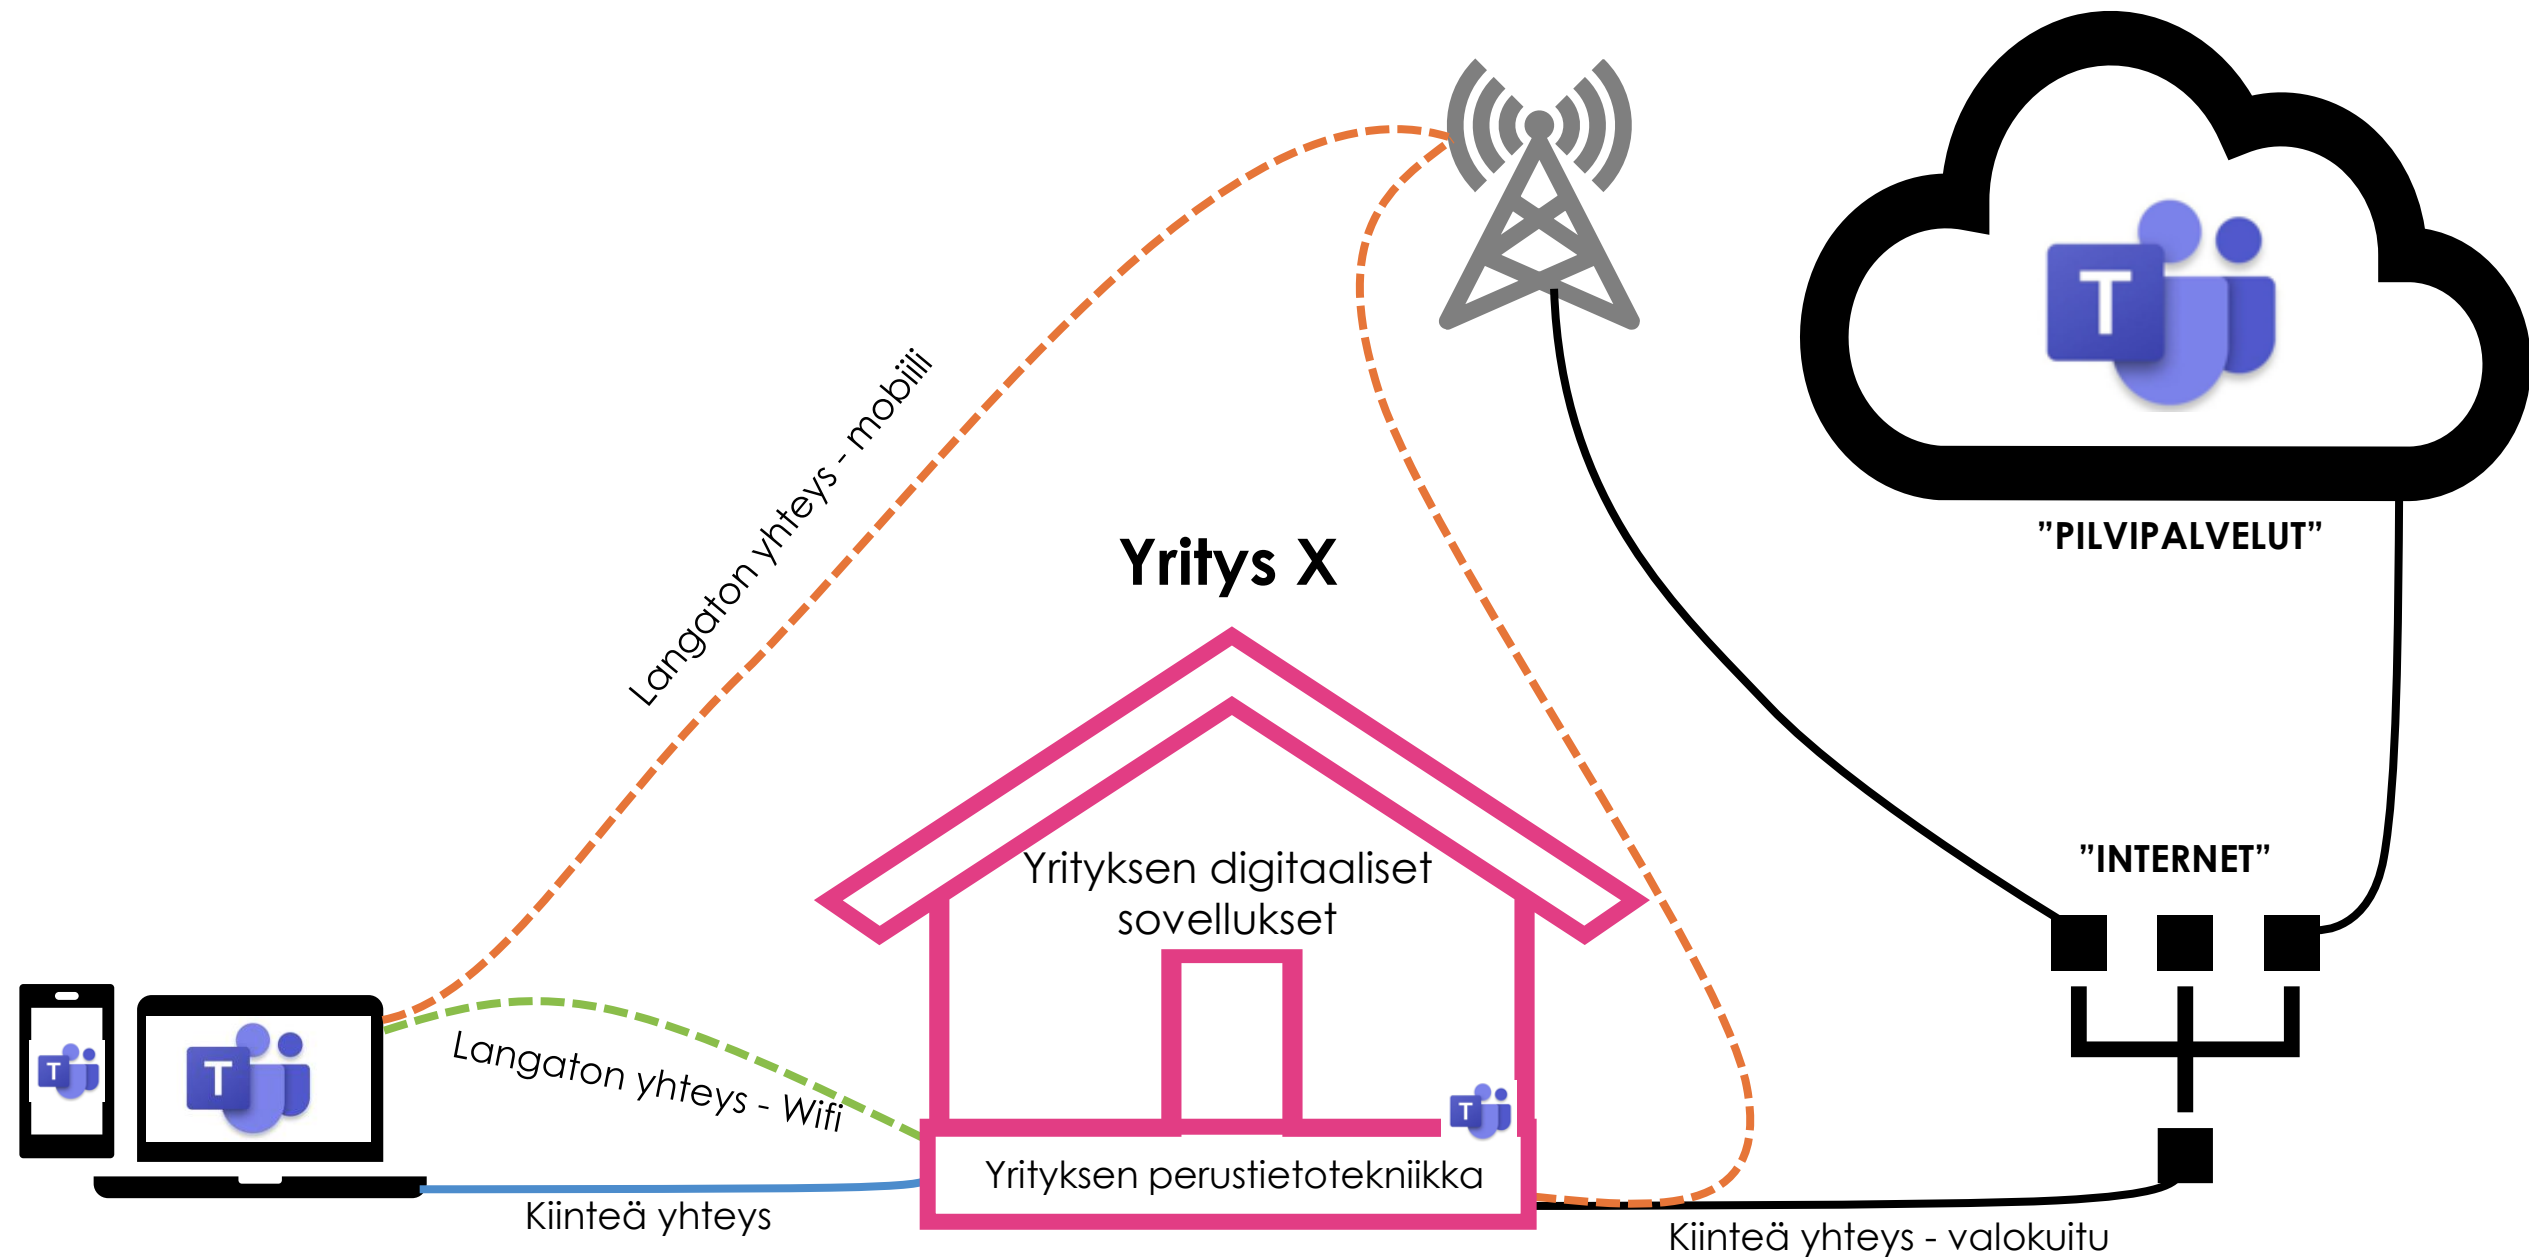 Langaton yhteys - mobiili
T
”PILVIPALVELUT”
Yritys X
”INTERNET”
Yrityksen digitaaliset
sovellukset
T
T
Langaton yhteys - Wifi
T
Yrityksen perustietotekniikka
Kiinteä yhteys
Kiinteä yhteys - valokuitu